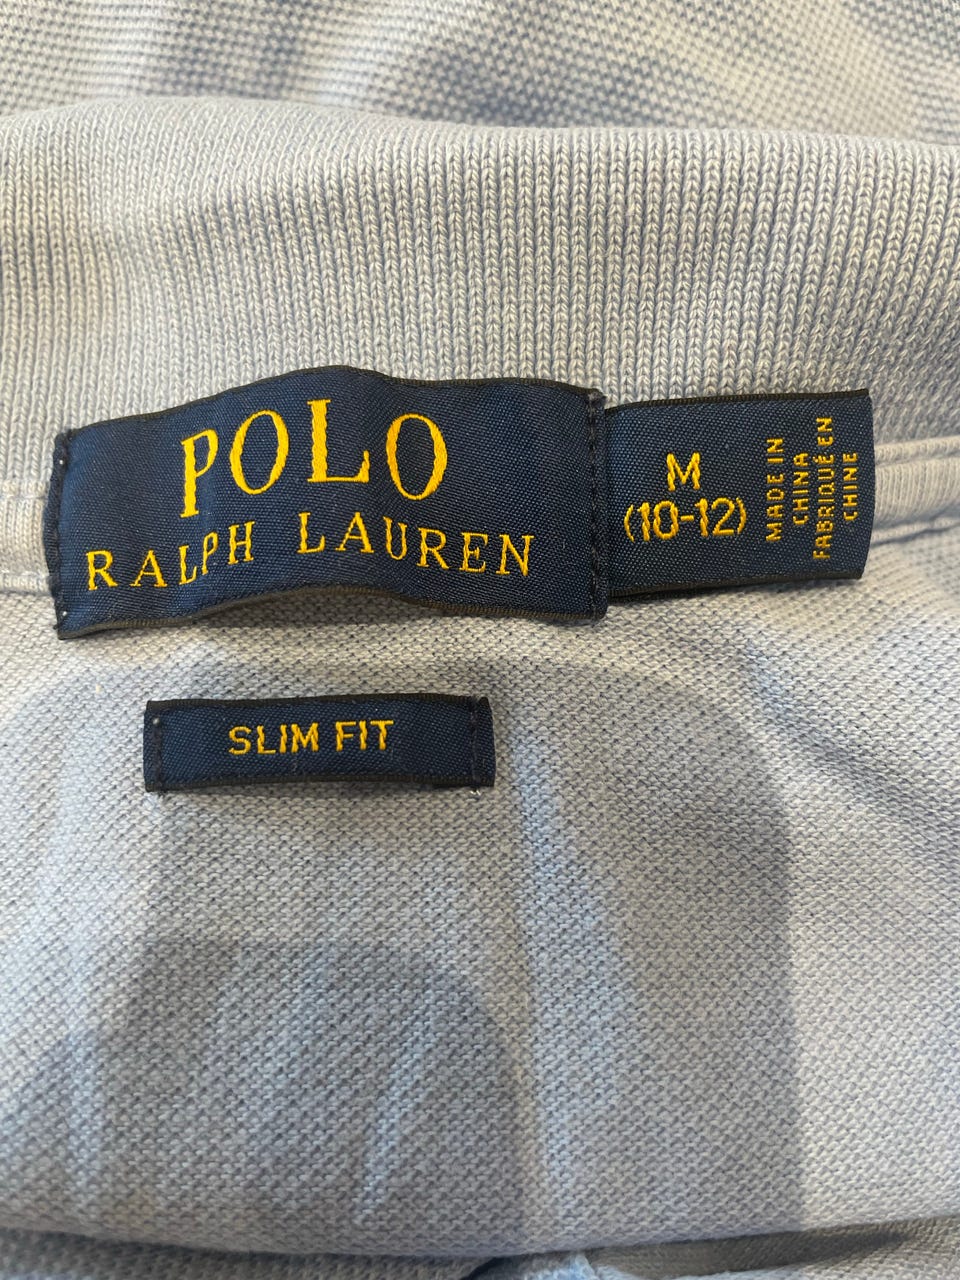 POLO
RALPH LAUREN
M
(10-12)
MADE IN
CHINA
FABRIQUÉ EN
CHINE
SLIM FIT